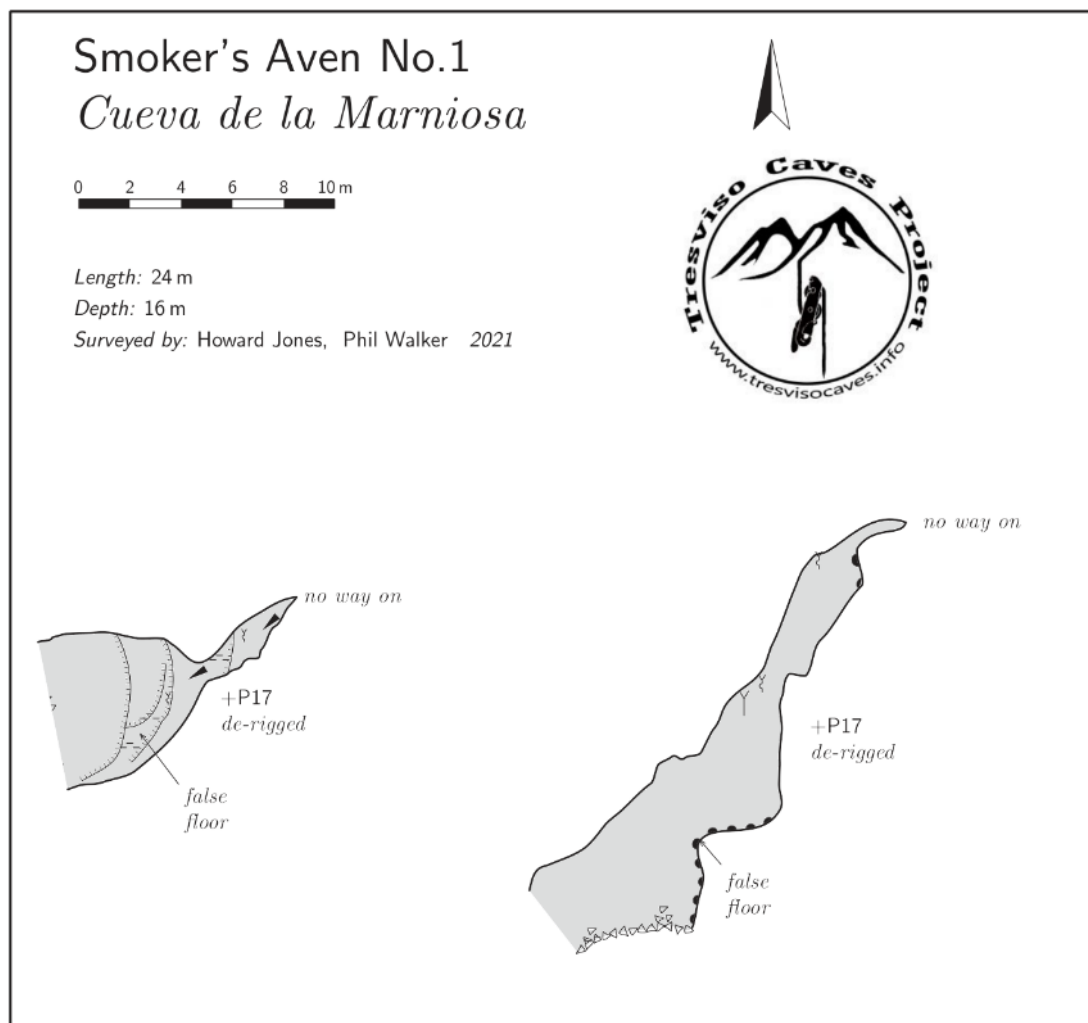 Smoker's Aven No.1
Cueva de la Marniosa
0 2 4 6 8 10 m
Length: 24 m
Depth: 16 m
Surveyed by: Howard Jones, Phil Walker 2021
Tresviso Caves Project
www.tresvisocaves.info
no way on
+P17
de-rigged
false
floor
no way on
+P17
de-rigged
false
floor